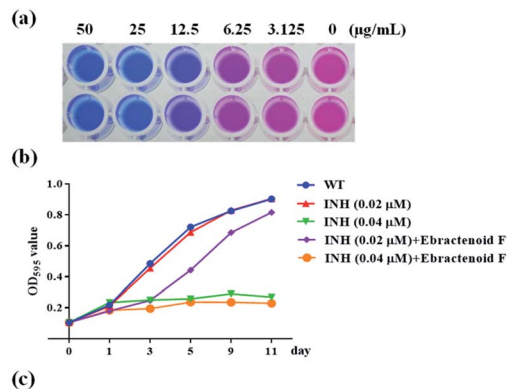 (a)
50 25 12.5 6.25 3.125 0 (μg/mL)
(b)
1.0
0.8
0.6
0.4
0.2
OD595 value
0 1 3 5 9 11 day
WT
INH (0.02 μM)
INH (0.04 μM)
INH (0.02 μM)+Ebractenoid F
INH (0.04 μM)+Ebractenoid F
(c)